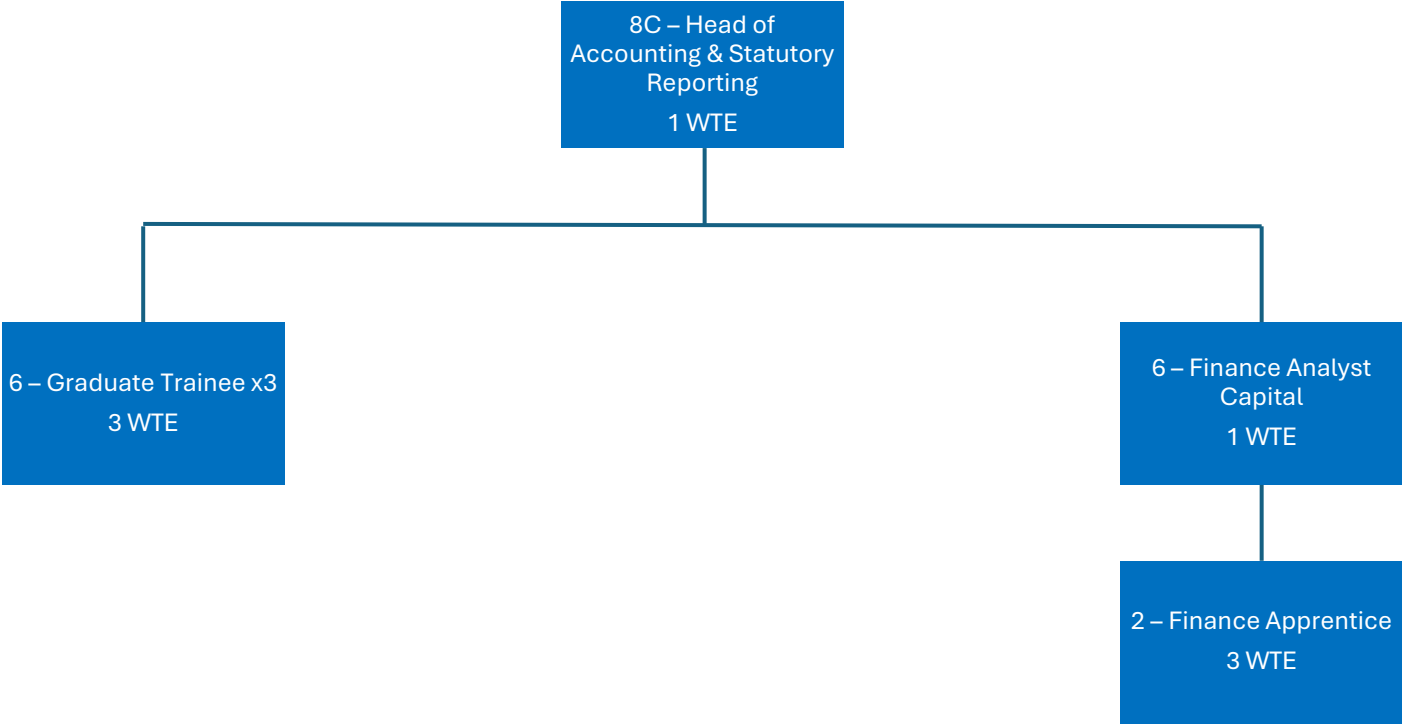 8C – Head of
Accounting & Statutory
Reporting
1 WTE
6 – Graduate Trainee x3
3 WTE
6 – Finance Analyst
Capital
1 WTE
2 – Finance Apprentice
3 WTE